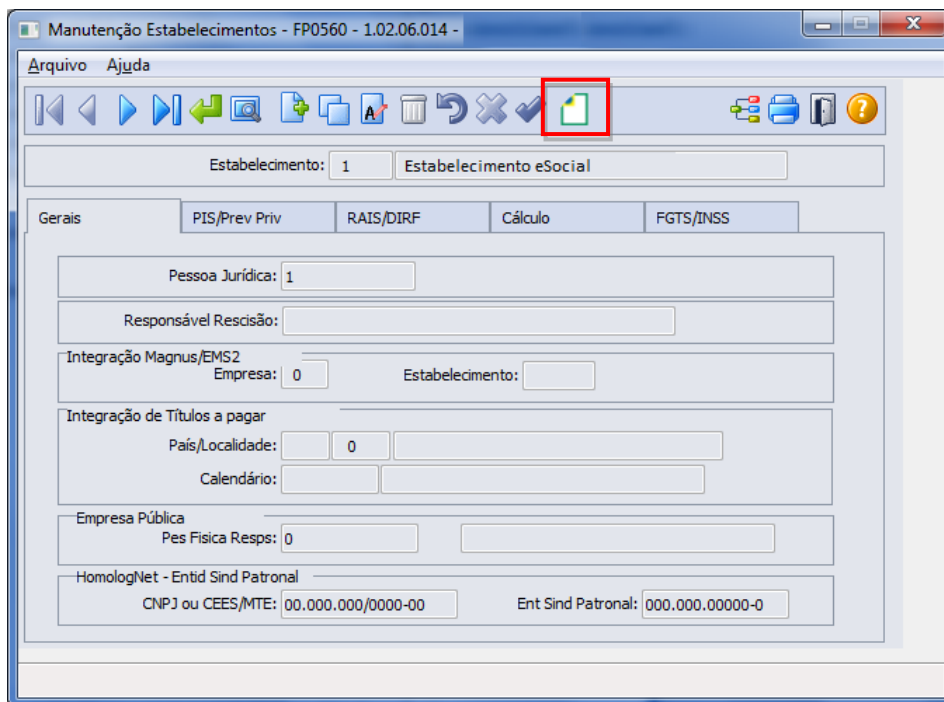 Manutenção Estabelecimentos - FP0560 - 1.02.06.014 -
Arquivo Ajuda
Estabelecimento: 1 Estabelecimento eSocial
Gerais PIS/Prev Priv RAIS/DIRF Cálculo FGTS/INSS
Pessoa Jurídica: 1
Responsável Rescisão:
Integração Magnus/EMS2
Empresa: 0 Estabelecimento:
Integração de Títulos a pagar
País/Localidade: 0
Calendário:
Empresa Pública
Pes Fisica Resps: 0
HomologNet - Entid Sind Patronal
CNPJ ou CEES/MTE: 00.000.000/0000-00 Ent Sind Patronal: 000.000.00000-0